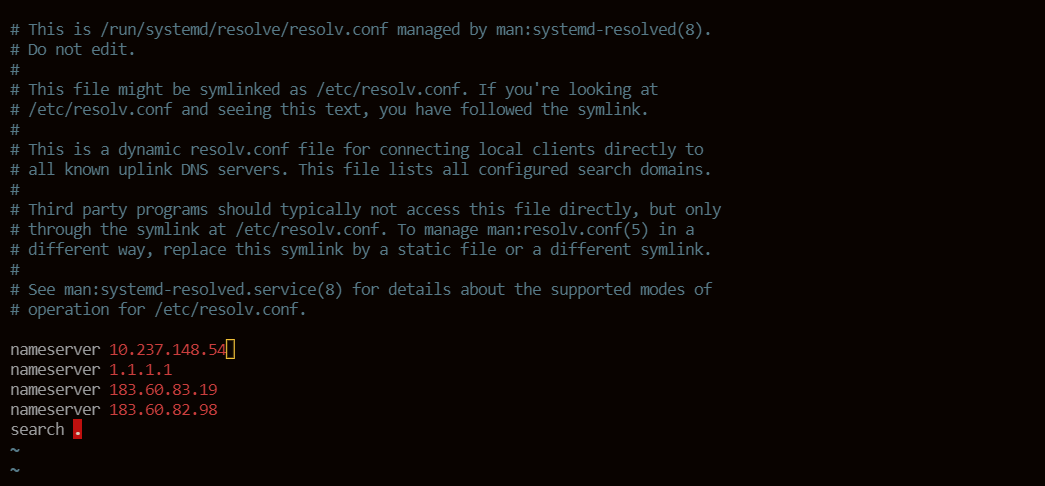 # This is /run/systemd/resolve/resolv.conf managed by man:systemd-resolved(8).
# Do not edit.
#
# This file might be symlinked as /etc/resolv.conf. If you're looking at
# /etc/resolv.conf and seeing this text, you have followed the symlink.
#
# This is a dynamic resolv.conf file for connecting local clients directly to
# all known uplink DNS servers. This file lists all configured search domains.
#
# Third party programs should typically not access this file directly, but only
# through the symlink at /etc/resolv.conf. To manage man:resolv.conf(5) in a
# different way, replace this symlink by a static file or a different symlink.
#
# See man:systemd-resolved.service(8) for details about the supported modes of
# operation for /etc/resolv.conf.

nameserver 10.237.148.54
nameserver 1.1.1.1
nameserver 183.60.83.19
nameserver 183.60.82.98
search .
~
~